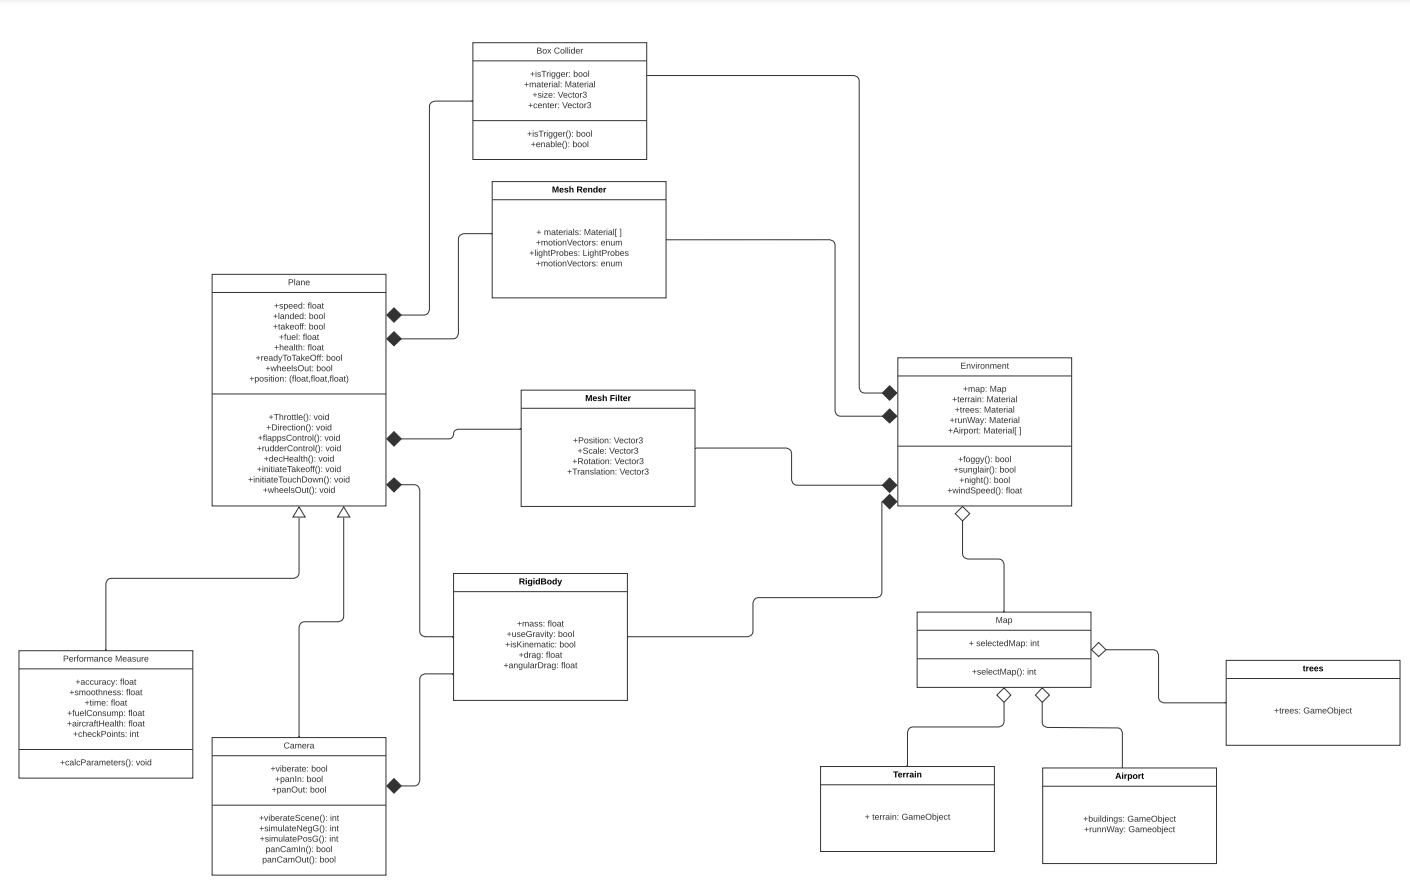 Box Collider
+isTrigger: bool
+material: Material
+size: Vector3
+center: Vector3
+isTrigger(): bool
+enable(): bool
Mesh Render
+ materials: Material[ ]
+motionVectors: enum
+lightProbes: LightProbes
+motionVectors: enum
Plane
+speed: float
+landed: bool
+takeoff: bool
+fuel: float
+health: float
+readyToTakeOff: bool
+wheelsOut: bool
+position: (float,float,float)
+Throttle(): void
+Direction(): void
+flappsControl(): void
+rudderControl(): void
+decHealth(): void
+initiateTakeoff(): void
+initiateTouchDown(): void
+wheelsOut(): void
Mesh Filter
+Position: Vector3
+Scale: Vector3
+Rotation: Vector3
+Translation: Vector3
Environment
+map: Map
+terrain: Material
+trees: Material
+runWay: Material
+Airport: Material[ ]
+foggy(): bool
+sunglair(): bool
+night(): bool
+windSpeed(): float
RigidBody
+mass: float
+useGravity: bool
+isKinematic: bool
+drag: float
+angularDrag: float
Map
+ selectedMap: int
+selectMap(): int
Performance Measure
+accuracy: float
+smoothness: float
+time: float
+fuelConsump: float
+aircraftHealth: float
+checkPoints: int
+calcParameters(): void
trees
+trees: GameObject
Camera
+viberate: bool
+panIn: bool
+panOut: bool
+viberateScene(): int
+simulateNegG(): int
+simulatePosG(): int
panCamIn(): bool
panCamOut(): bool
Terrain
+ terrain: GameObject
Airport
+buildings: GameObject
+runnWay: Gameobject